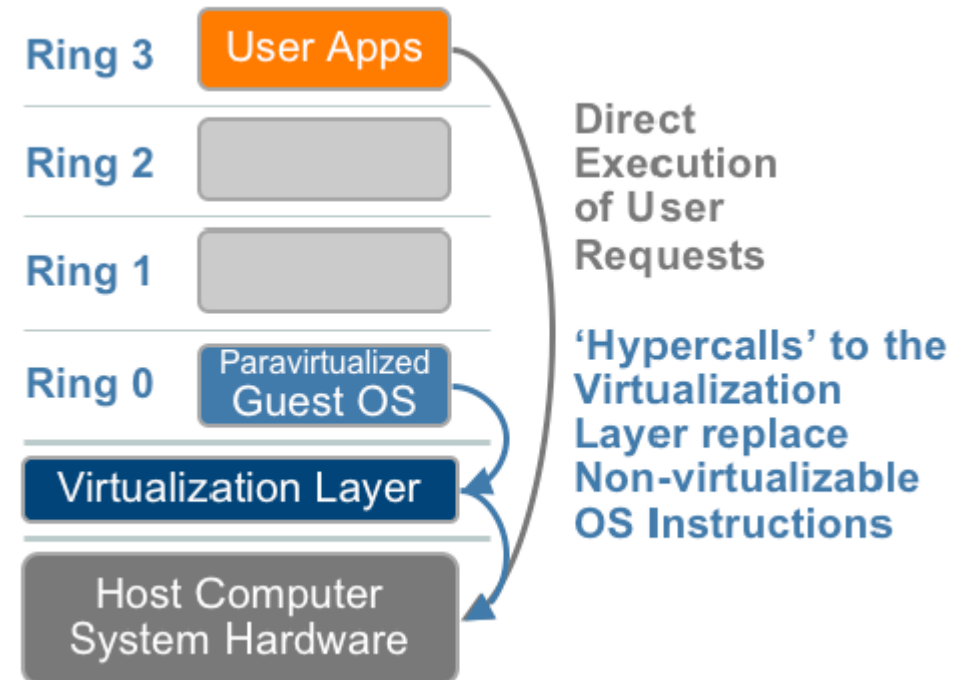 Ring 3
User Apps
Ring 2
Ring 1
Ring 0
Paravirtualized
Guest OS
Virtualization Layer
Host Computer
System Hardware
Direct
Execution
of User
Requests
‘Hypercalls’ to the
Virtualization
Layer replace
Non-virtualizable
OS Instructions